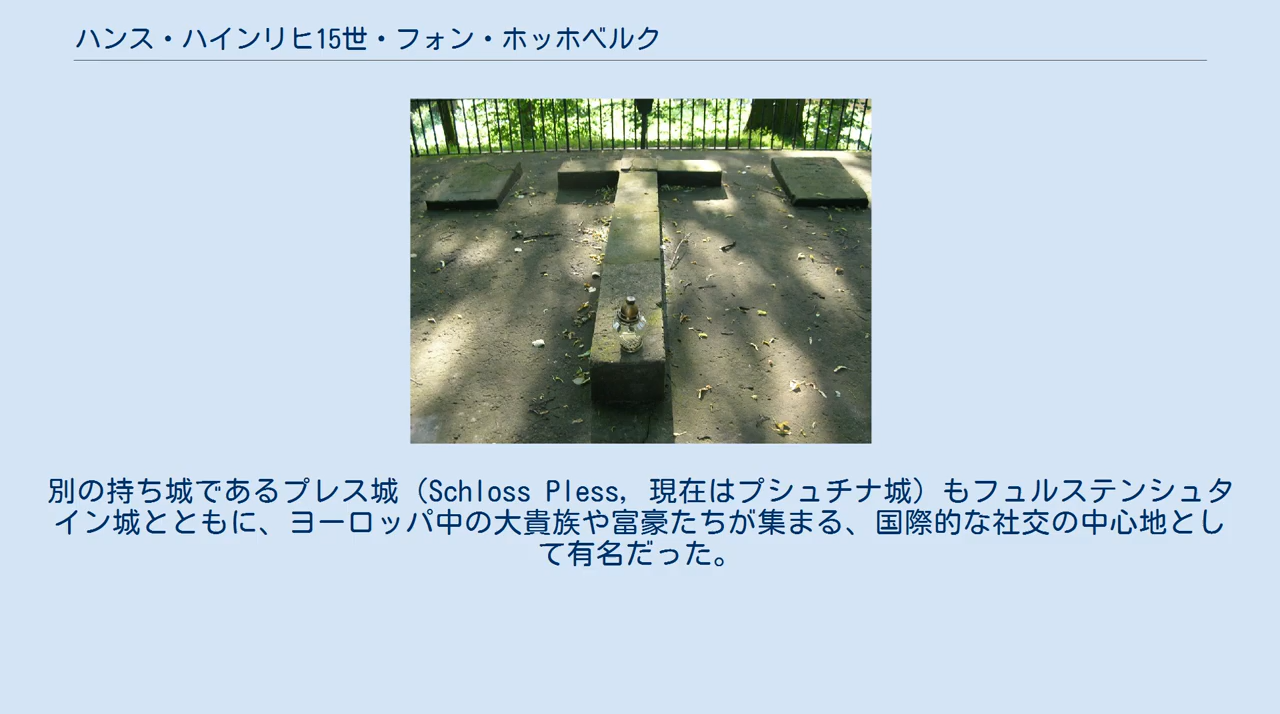 ハンス・ハインリヒ15世・フォン・ホッホベルク
別の持ち城であるプレス城（Schloss Pless, 現在はプシュチナ城）もフュルステンシュタ
イン城とともに、ヨーロッパ中の大貴族や富豪たちが集まる、国際的な社交の中心地とし
て有名だった。